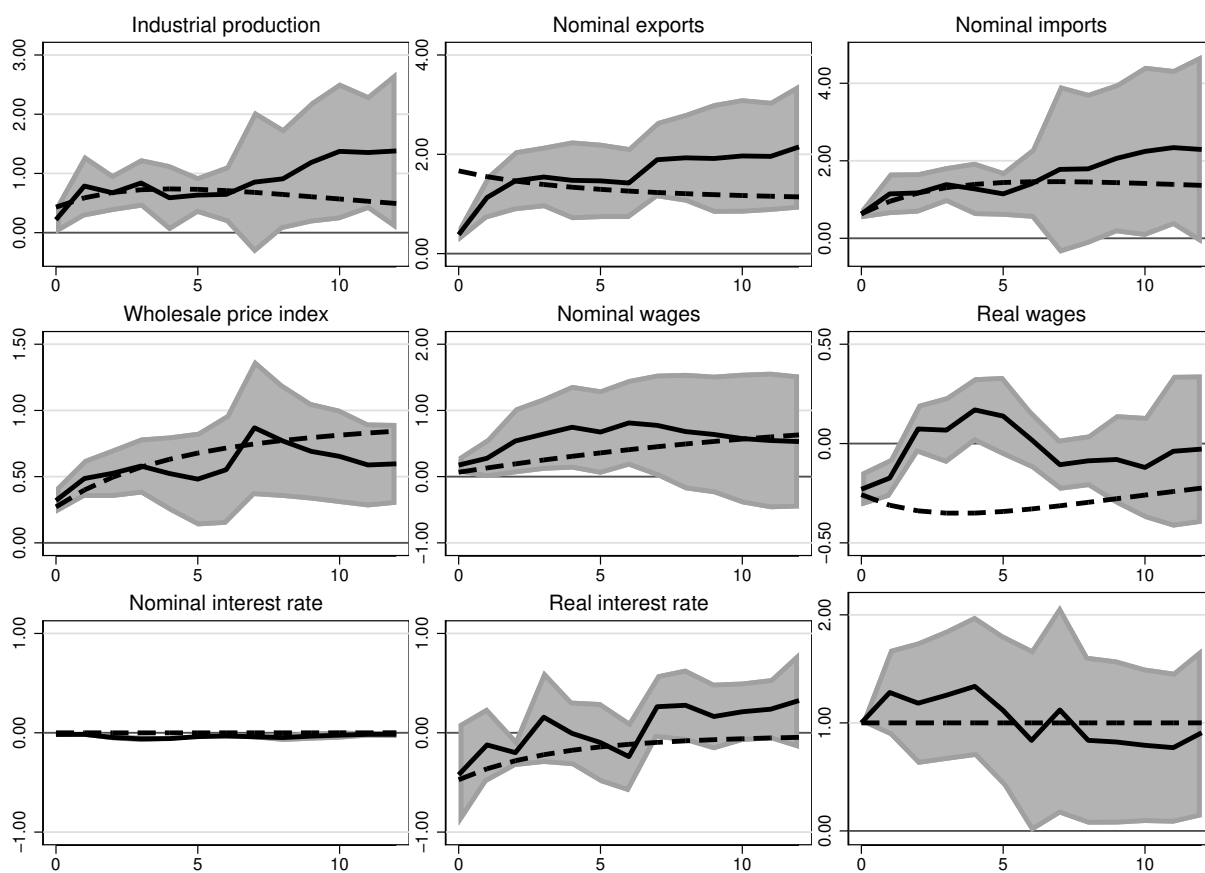 Industrial production
3.00
2.00
1.00
0.00
0 5 10
Nominal exports
4.00
2.00
0.00
0 5 10
Nominal imports
4.00
2.00
0.00
0 5 10
Wholesale price index
1.50
1.00
0.50
0.00
0 5 10
Nominal wages
2.00
1.00
0.00
−1.00
0 5 10
Real wages
0.50
0.00
−0.50
0 5 10
Nominal interest rate
1.00
0.00
−1.00
0 5 10
Real interest rate
1.00
0.00
−1.00
0 5 10
2.00
1.00
0.00
0 5 10